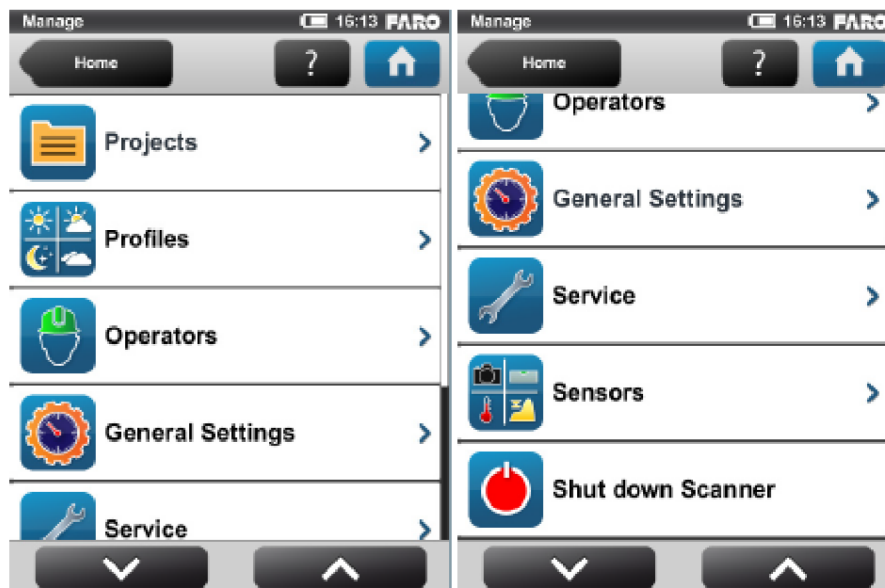 Manage 16:13 FARO
Home ?
Projects
Profiles
Operators
General Settings
Service
Manage 16:13 FARO
Home ?
Operators
General Settings
Service
Sensors
Shut down Scanner